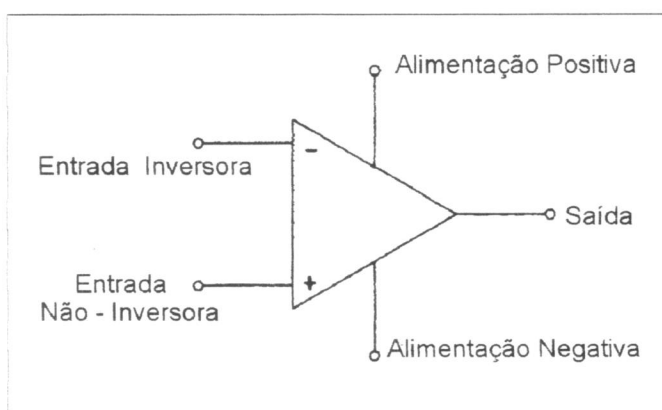 Alimentação Positiva
-
Entrada Inversora
Saída
+
Entrada
Não - Inversora
Alimentação Negativa